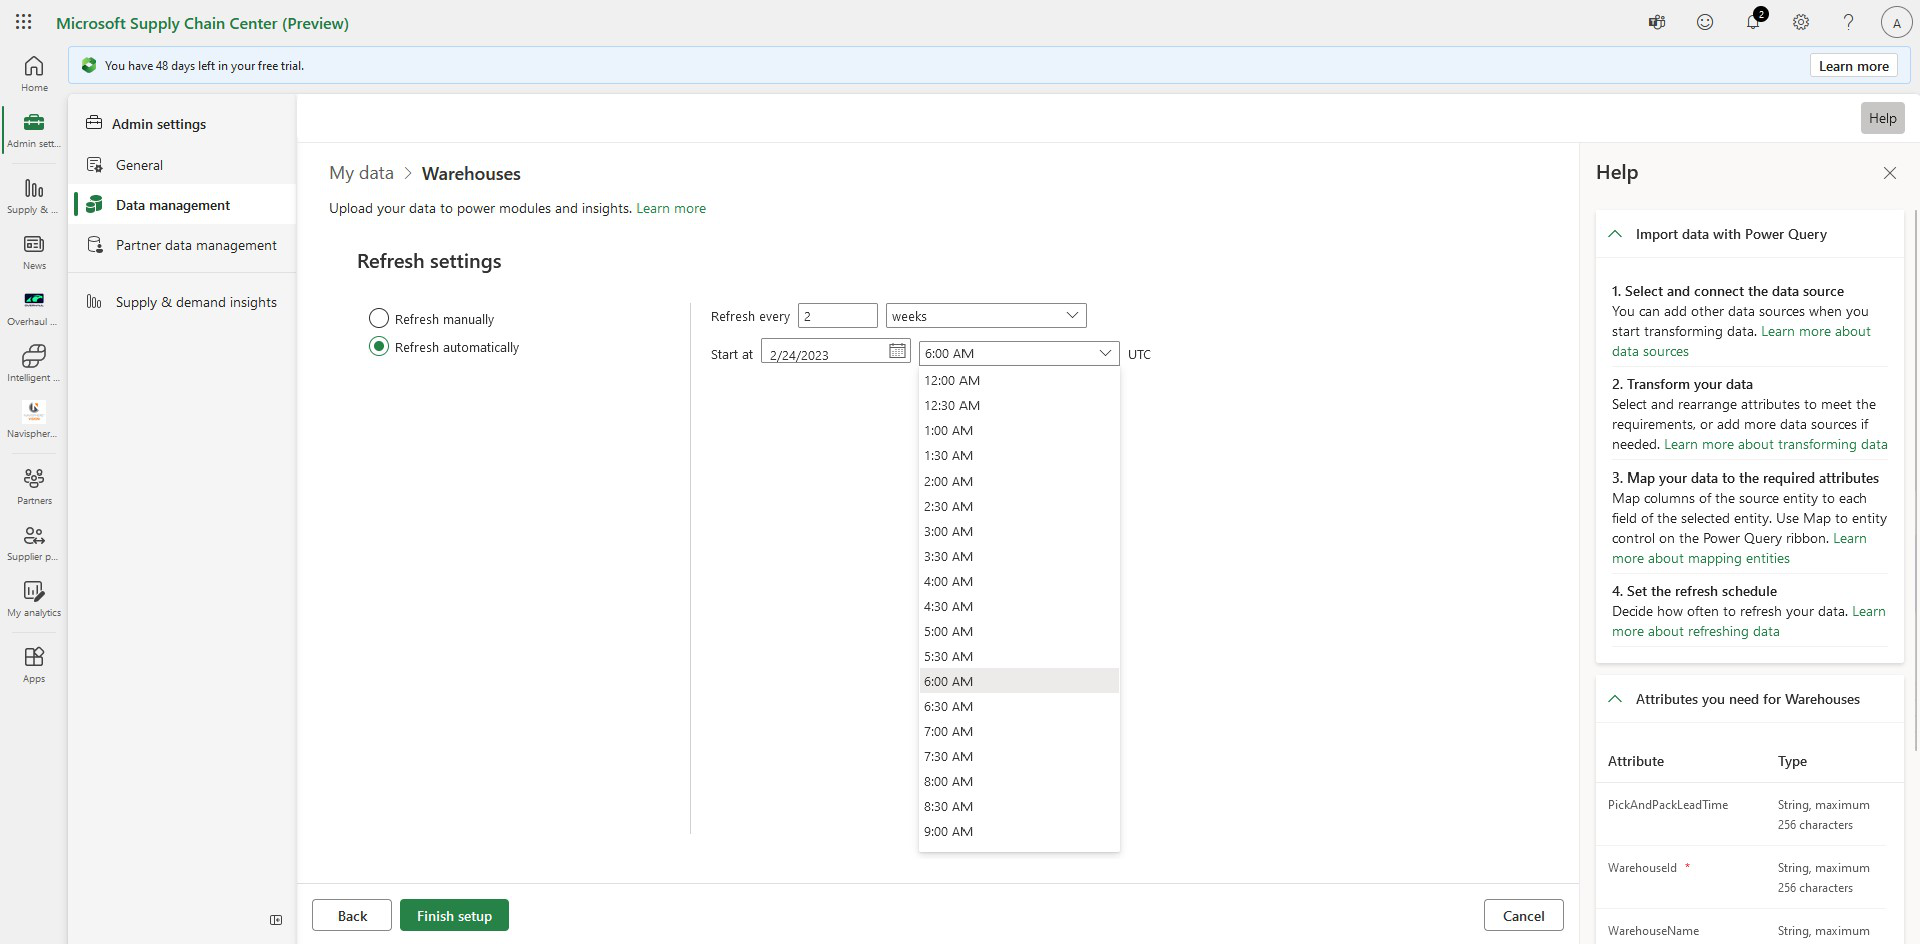 Microsoft Supply Chain Center (Preview)
2
A
You have 48 days left in your free trial.
Learn more
Home
Admin sett...
Supply & ...
News
Overhaul ...
Intelligent ...
Navispher...
Partners
Supplier p...
My analytics
Apps
Admin settings
General
Data management
Partner data management
Supply & demand insights
Help
My data > Warehouses
Upload your data to power modules and insights. Learn more
Refresh settings
Refresh manually
Refresh automatically
Refresh every 2 weeks
Start at 2/24/2023 6:00 AM UTC
12:00 AM
12:30 AM
1:00 AM
1:30 AM
2:00 AM
2:30 AM
3:00 AM
3:30 AM
4:00 AM
4:30 AM
5:00 AM
5:30 AM
6:00 AM
6:30 AM
7:00 AM
7:30 AM
8:00 AM
8:30 AM
9:00 AM
Back
Finish setup
Cancel
Help
Import data with Power Query
1. Select and connect the data source
You can add other data sources when you
start transforming data. Learn more about
data sources
2. Transform your data
Select and rearrange attributes to meet the
requirements, or add more data sources if
needed. Learn more about transforming data
3. Map your data to the required attributes
Map columns of the source entity to each
field of the selected entity. Use Map to entity
control on the Power Query ribbon. Learn
more about mapping entities
4. Set the refresh schedule
Decide how often to refresh your data. Learn
more about refreshing data
Attributes you need for Warehouses
Attribute Type
PickAndPackLeadTime String, maximum
256 characters
WarehouseId * String, maximum
256 characters
WarehouseName String, maximum